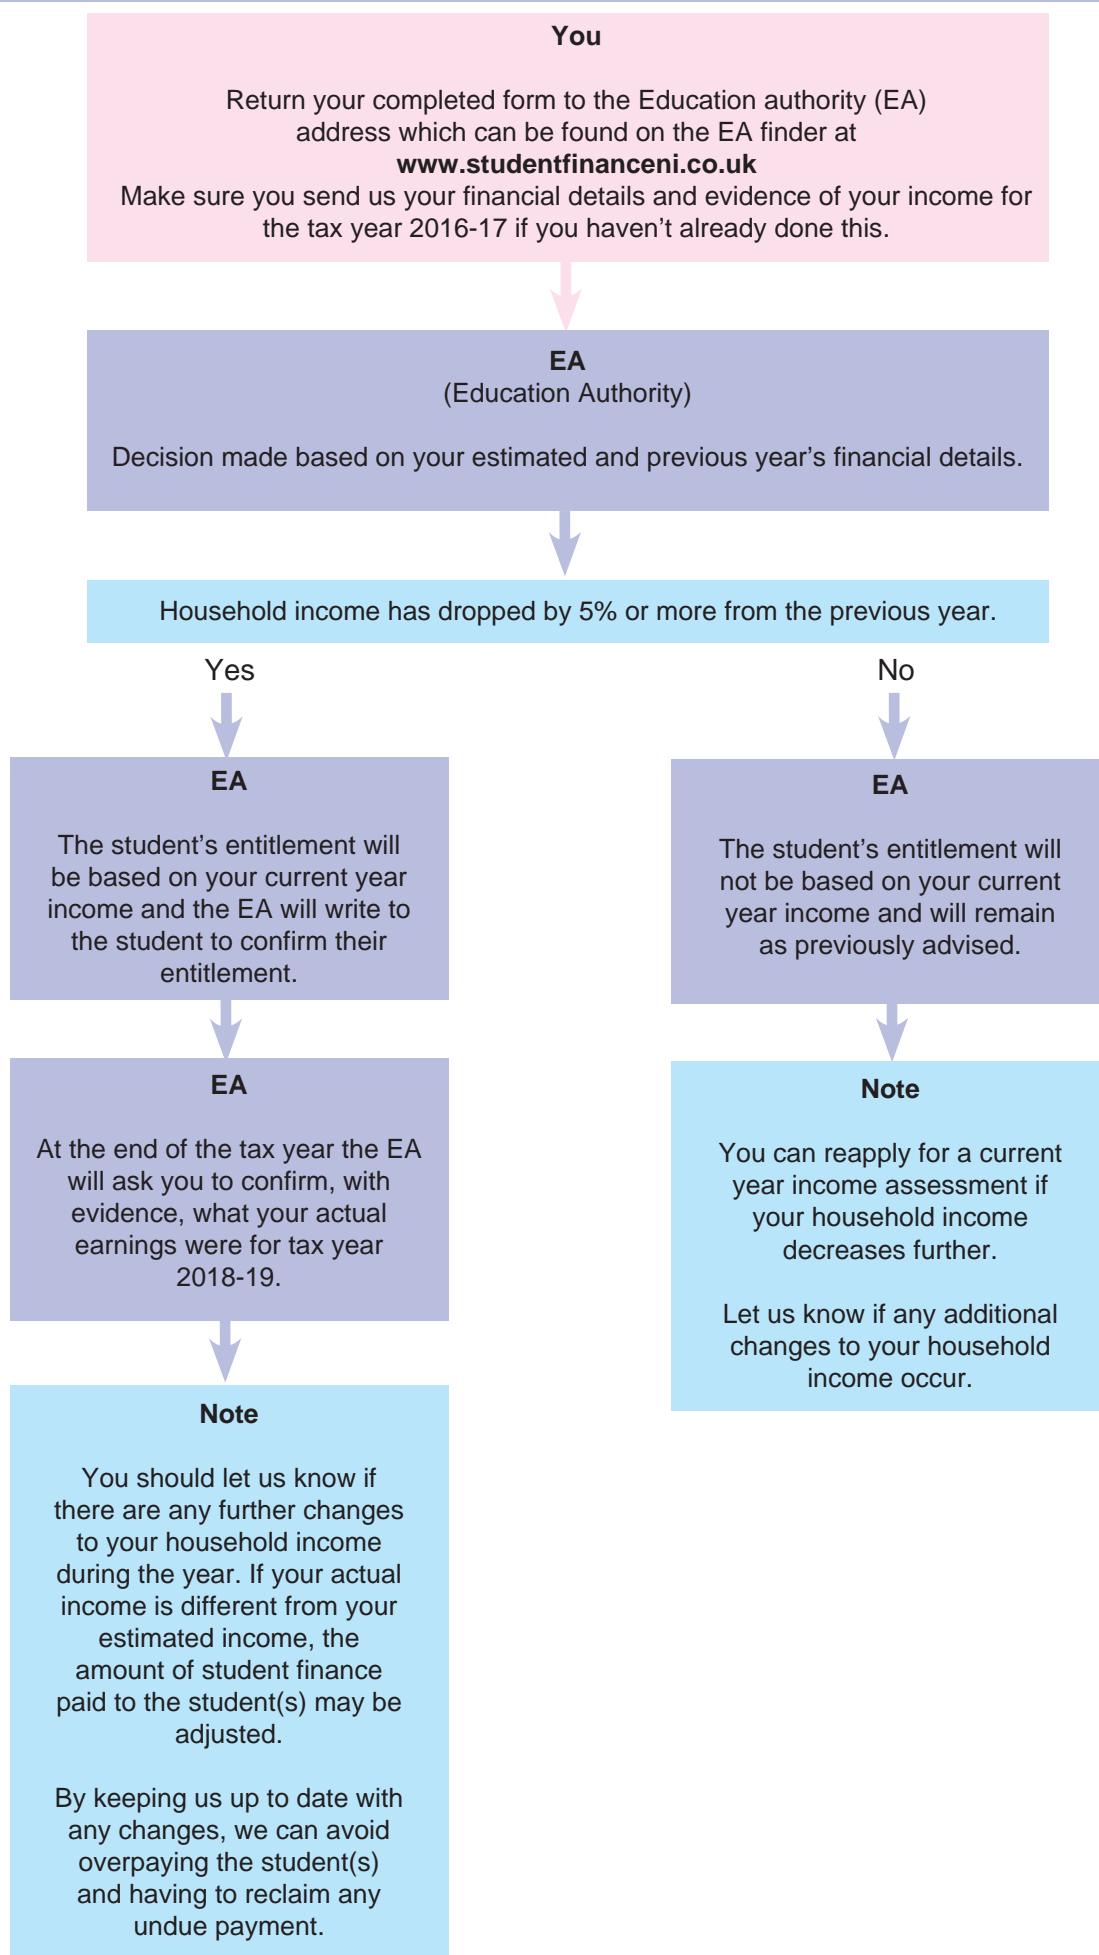 You
Return your completed form to the Education authority (EA)
address which can be found on the EA finder at
www.studentfinanceni.co.uk
Make sure you send us your financial details and evidence of your income for
the tax year 2016-17 if you haven’t already done this.
EA
(Education Authority)
Decision made based on your estimated and previous year’s financial details.
Household income has dropped by 5% or more from the previous year.
Yes
EA
The student’s entitlement will
be based on your current year
income and the EA will write to
the student to confirm their
entitlement.
EA
At the end of the tax year the EA
will ask you to confirm, with
evidence, what your actual
earnings were for tax year
2018-19.
Note
You should let us know if
there are any further changes
to your household income
during the year. If your actual
income is different from your
estimated income, the
amount of student finance
paid to the student(s) may be
adjusted.
By keeping us up to date with
any changes, we can avoid
overpaying the student(s)
and having to reclaim any
undue payment.
No
EA
The student’s entitlement will
not be based on your current
year income and will remain
as previously advised.
Note
You can reapply for a current
year income assessment if
your household income
decreases further.
Let us know if any additional
changes to your household
income occur.